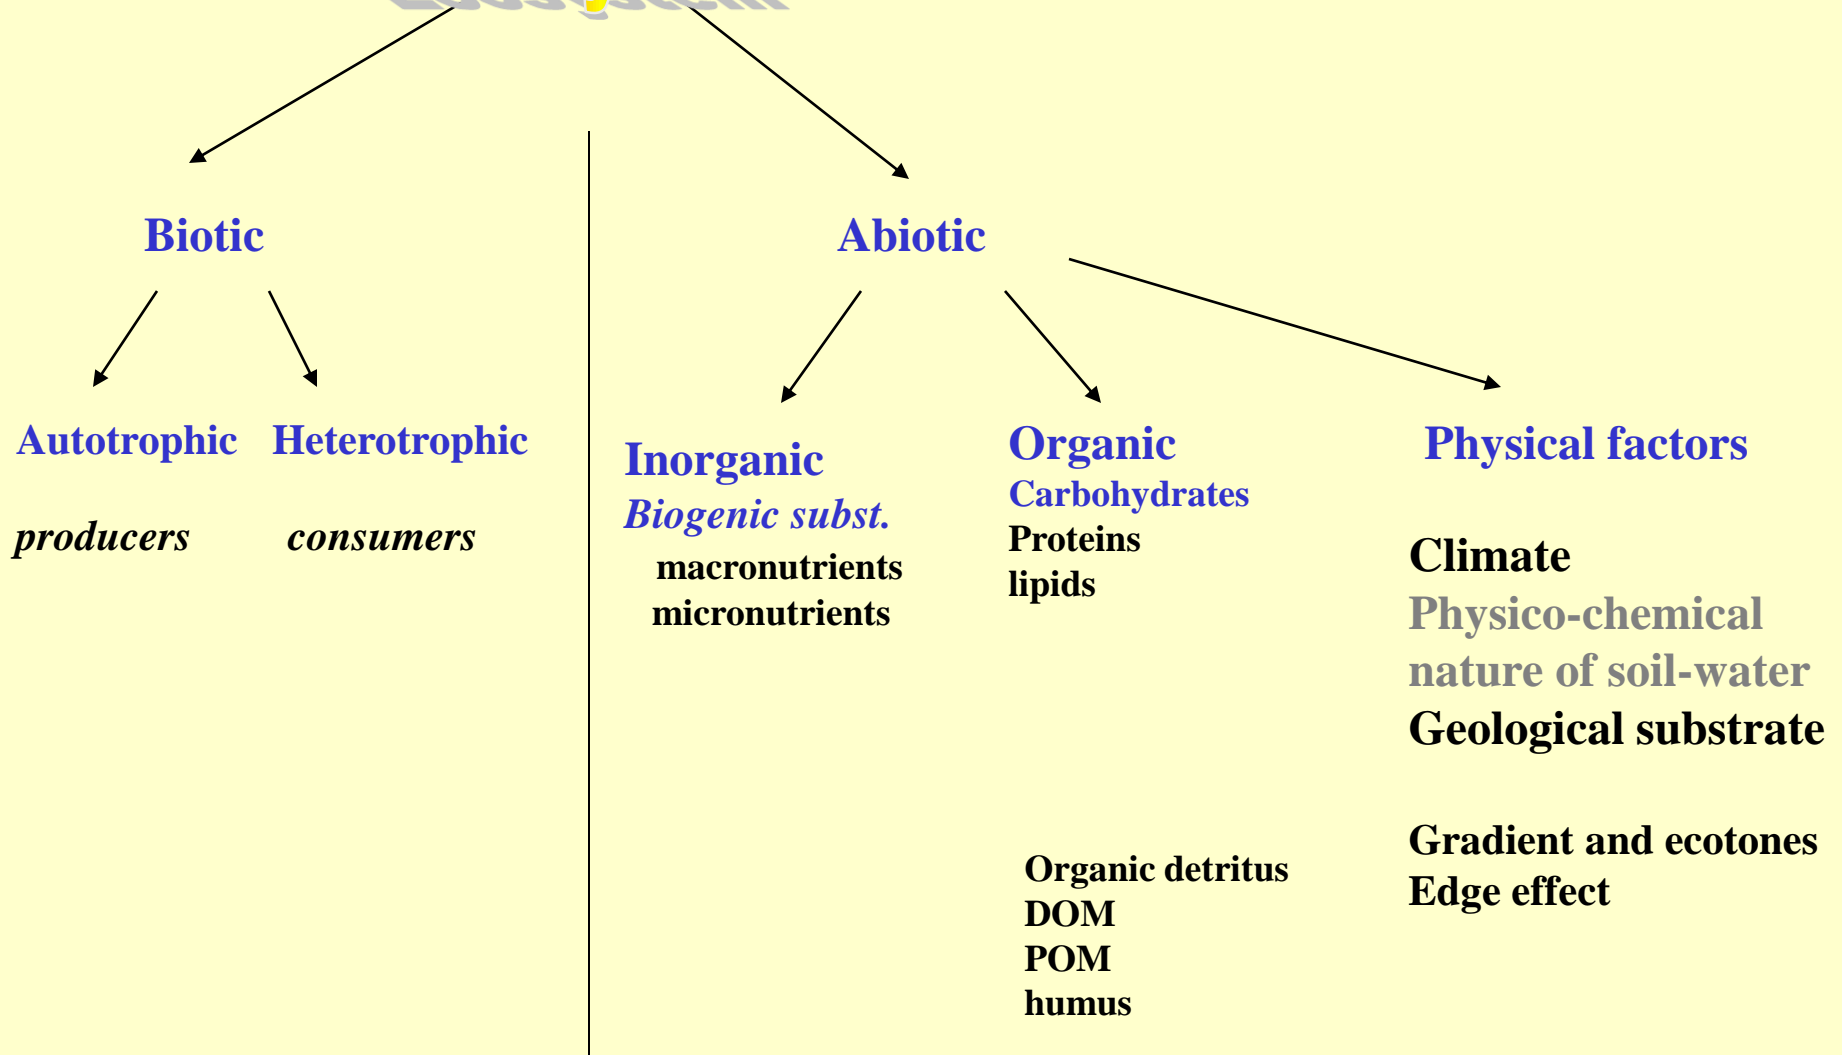 Biotic
Abiotic
Autotrophic
Heterotrophic
producers
consumers
Inorganic
Biogenic subst.
macronutrients
micronutrients
Organic
Carbohydrates
Proteins
lipids
Organic detritus
DOM
POM
humus
Physical factors
Climate
Physico-chemical
nature of soil-water
Geological substrate
Gradient and ecotones
Edge effect